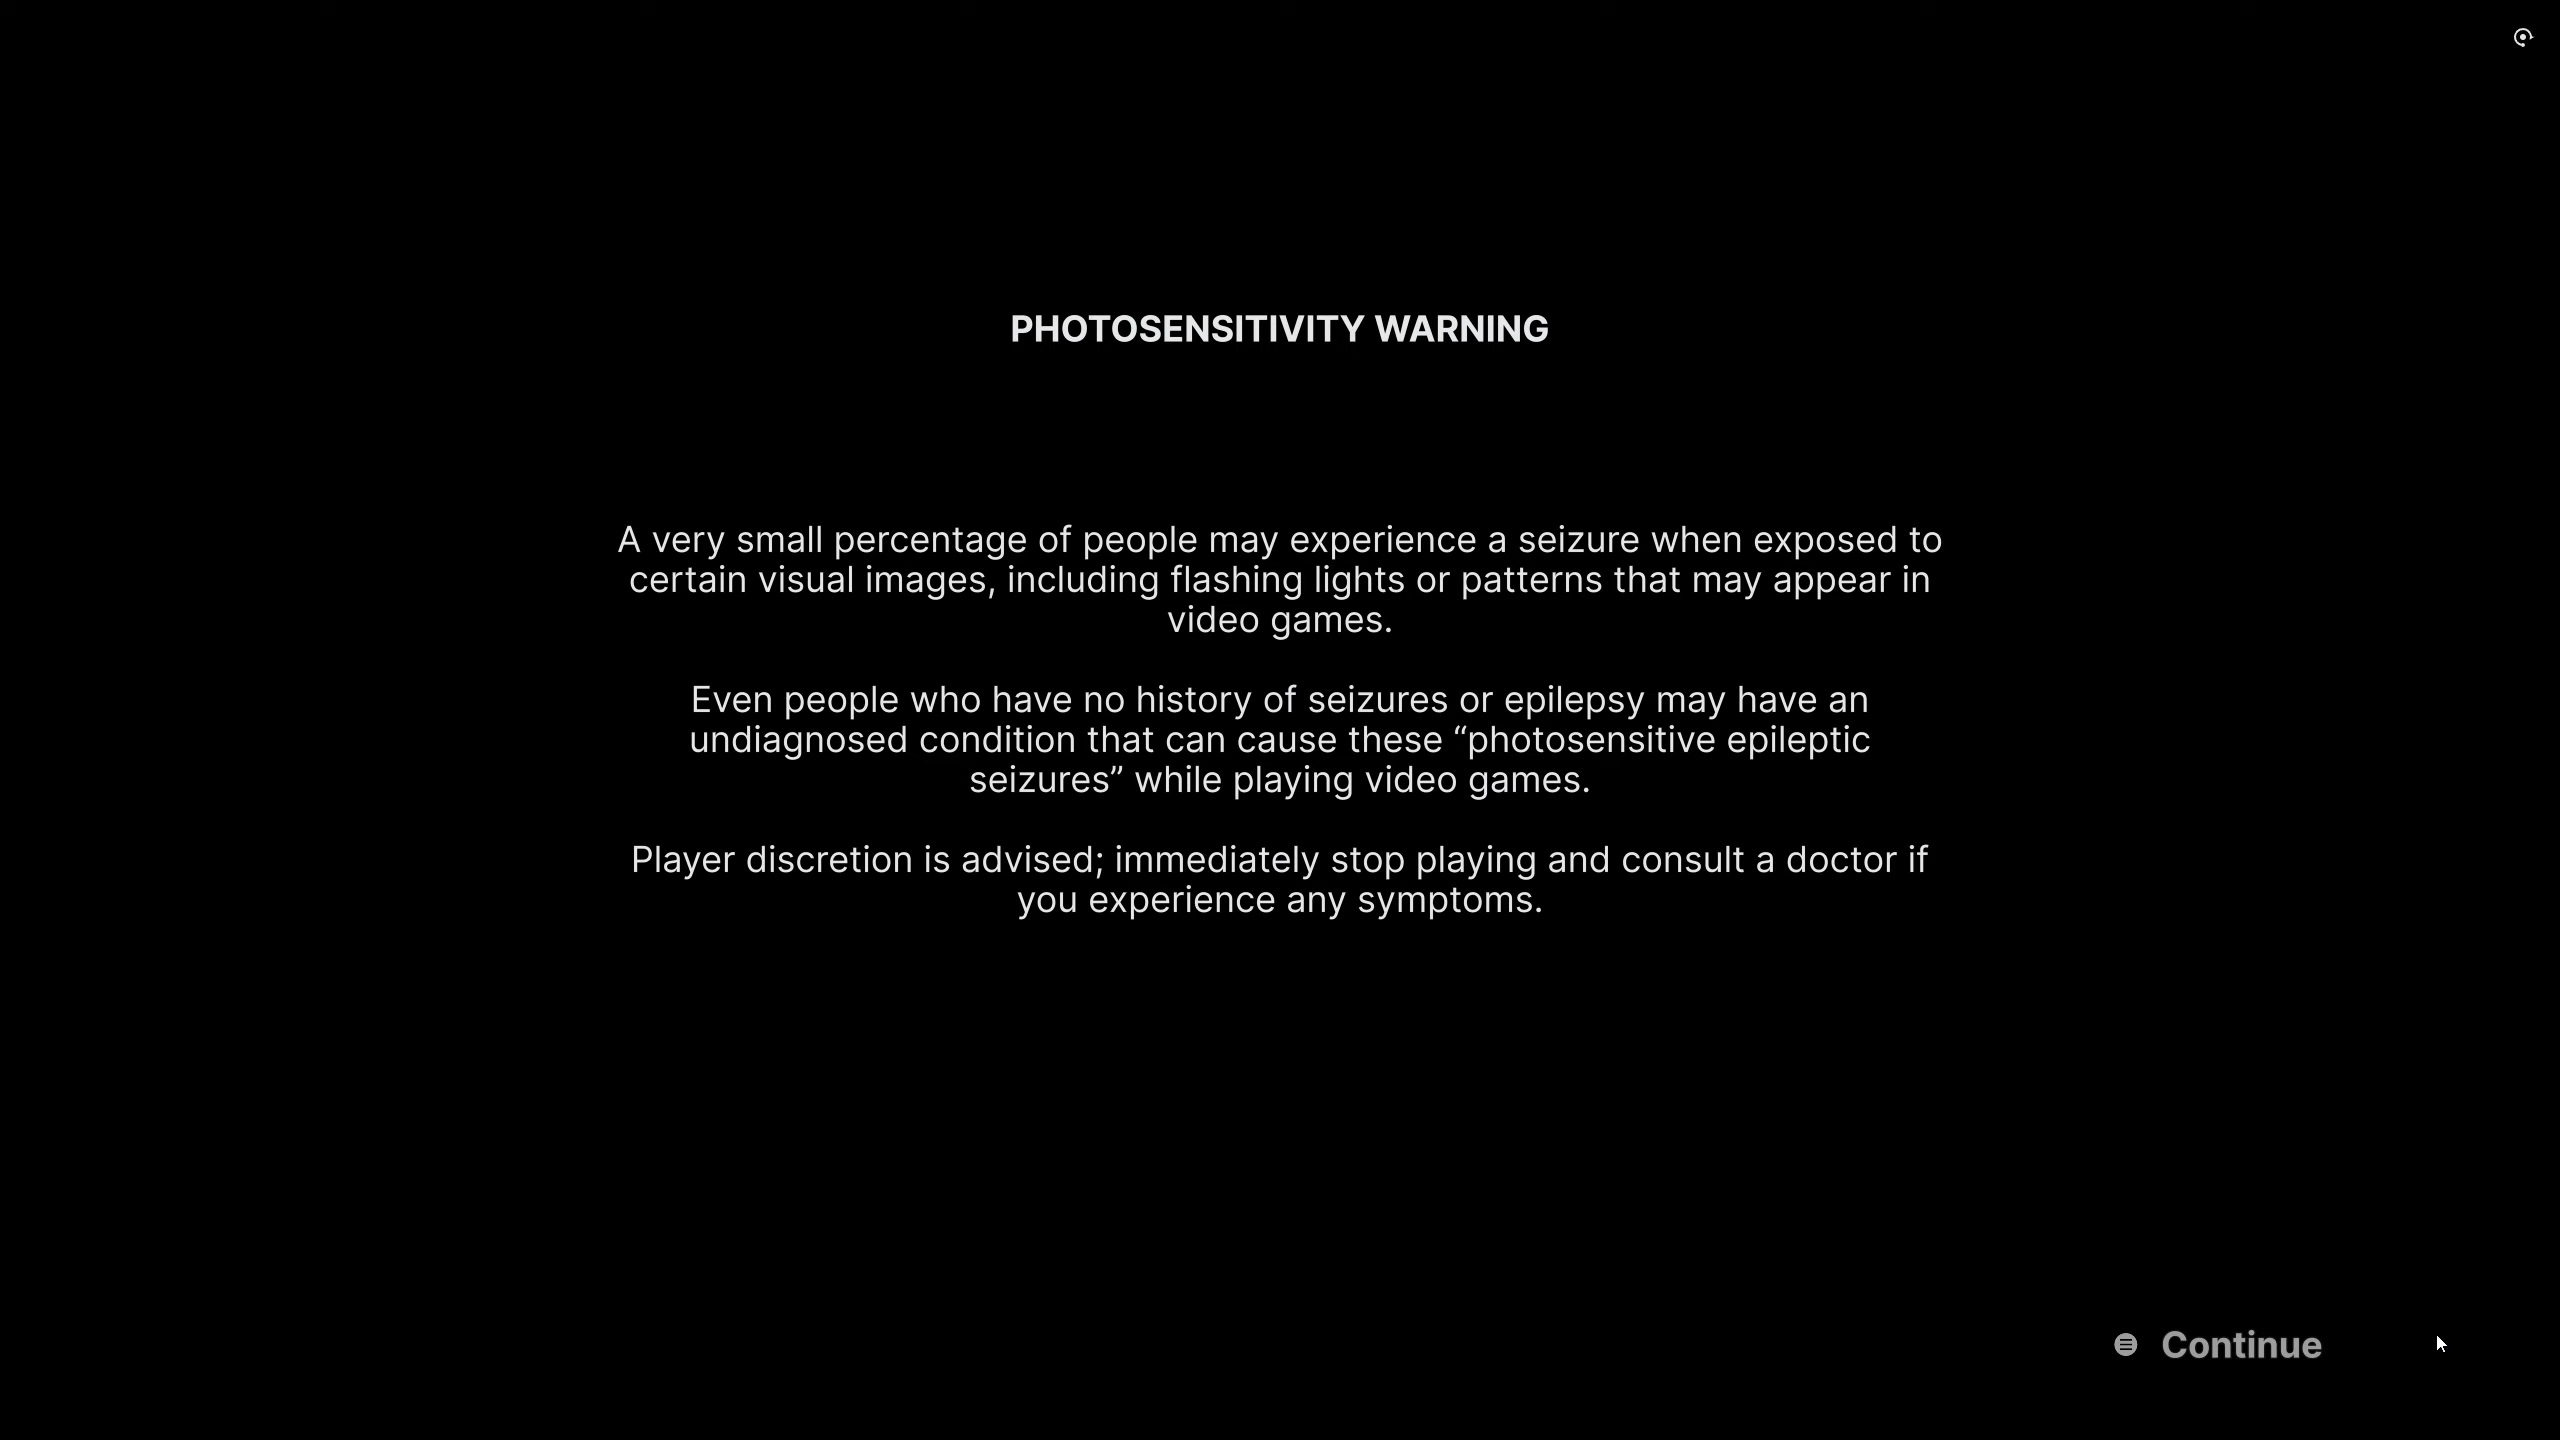 PHOTOSENSITIVITY WARNING
A very small percentage of people may experience a seizure when exposed to
certain visual images, including flashing lights or patterns that may appear in
video games.
Even people who have no history of seizures or epilepsy may have an
undiagnosed condition that can cause these “photosensitive epileptic
seizures” while playing video games.
Player discretion is advised; immediately stop playing and consult a doctor if
you experience any symptoms.
Continue